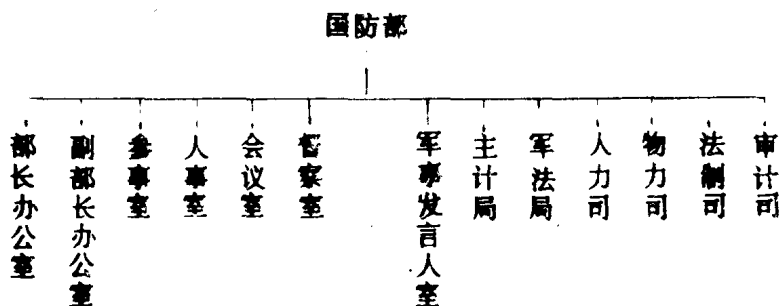 国防部
部长办公室
副部长办公室
参事室
人事室
会议室
督察室
军事发言人室
主计局
军法局
人力司
物力司
法制司
审计司